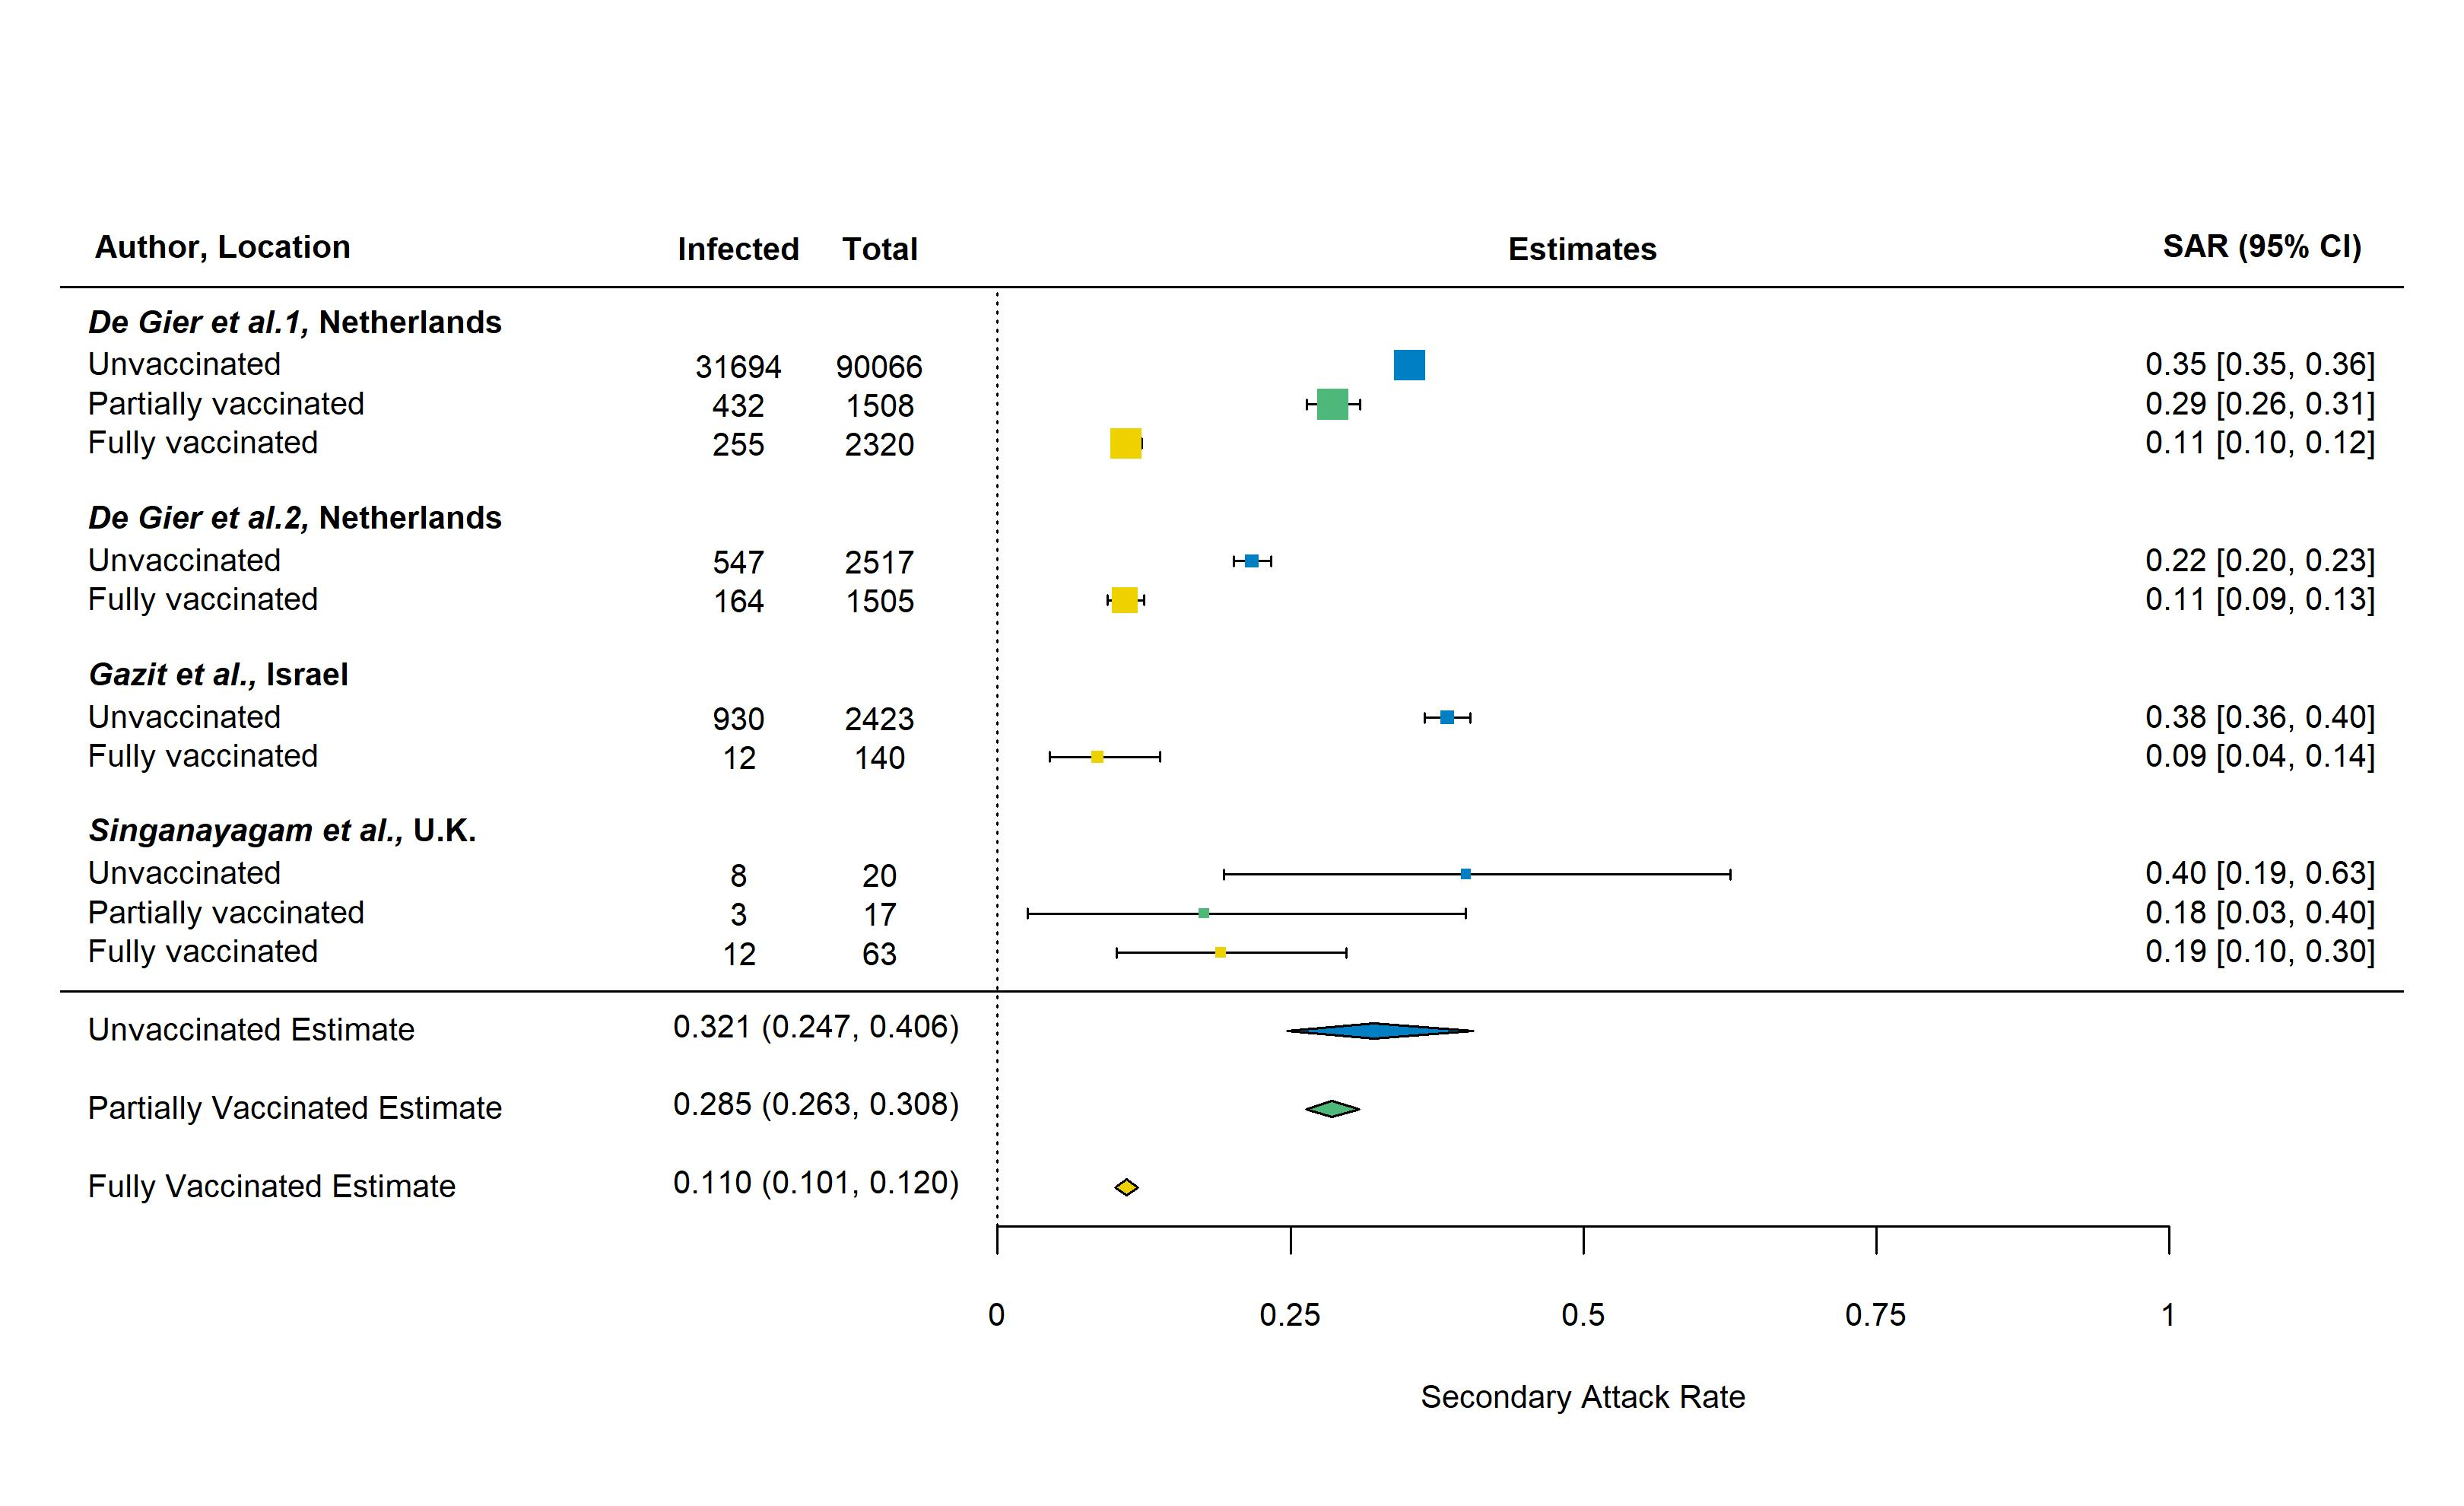 Author, Location Infected Total Estimates SAR (95% CI)
De Gier et al.1, Netherlands
Unvaccinated 31694 90066 0.35 [0.35, 0.36]
Partially vaccinated 432 1508 0.29 [0.26, 0.31]
Fully vaccinated 255 2320 0.11 [0.10, 0.12]
De Gier et al.2, Netherlands
Unvaccinated 547 2517 0.22 [0.20, 0.23]
Fully vaccinated 164 1505 0.11 [0.09, 0.13]
Gazit et al., Israel
Unvaccinated 930 2423 0.38 [0.36, 0.40]
Fully vaccinated 12 140 0.09 [0.04, 0.14]
Singanayagam et al., U.K.
Unvaccinated 8 20 0.40 [0.19, 0.63]
Partially vaccinated 3 17 0.18 [0.03, 0.40]
Fully vaccinated 12 63 0.19 [0.10, 0.30]
Unvaccinated Estimate 0.321 (0.247, 0.406)
Partially Vaccinated Estimate 0.285 (0.263, 0.308)
Fully Vaccinated Estimate 0.110 (0.101, 0.120)
0 0.25 0.5 0.75 1
Secondary Attack Rate